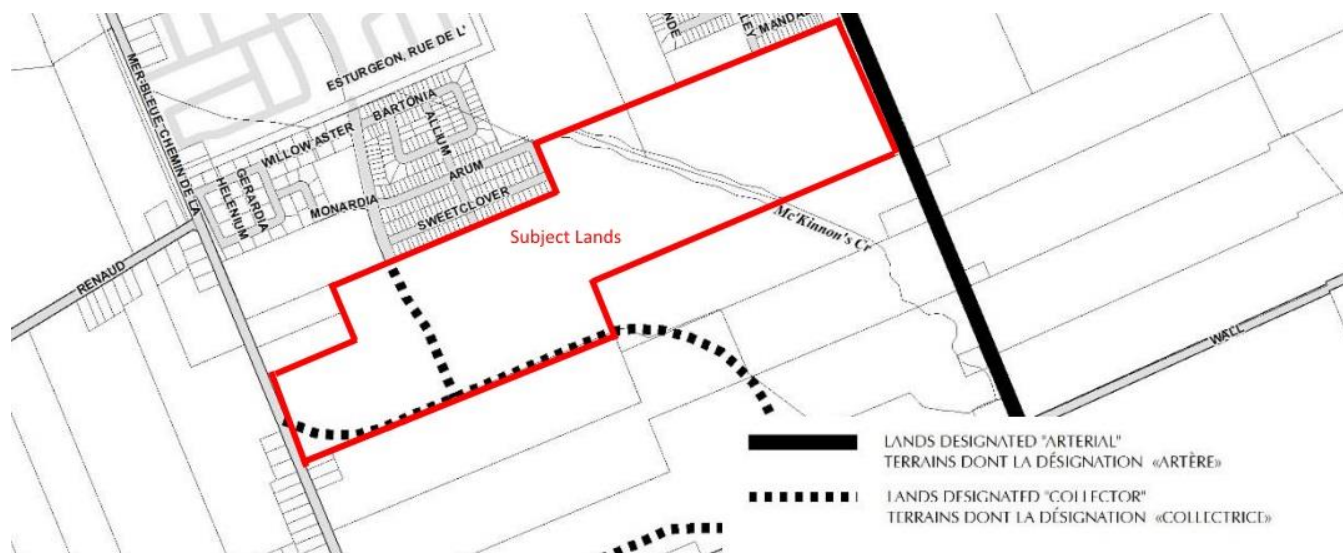 NDE
LEY
MANDA
MER-BLEUE-CHEMIN DE LA
ESTURGEON, RUE DE L'
BARTONIA
WILLOW ASTER
ALLIUM
ARUM
GERARDIA
HELENIUM
MONARDIA
SWEETCLOVER
Subject Lands
Mc'Kinnon's Cr
RENAUD
WALL
LANDS DESIGNATED "ARTERIAL"
TERRAINS DONT LA DÉSIGNATION «ARTÈRE»
LANDS DESIGNATED "COLLECTOR"
TERRAINS DONT LA DÉSIGNATION «COLLECTRICE»